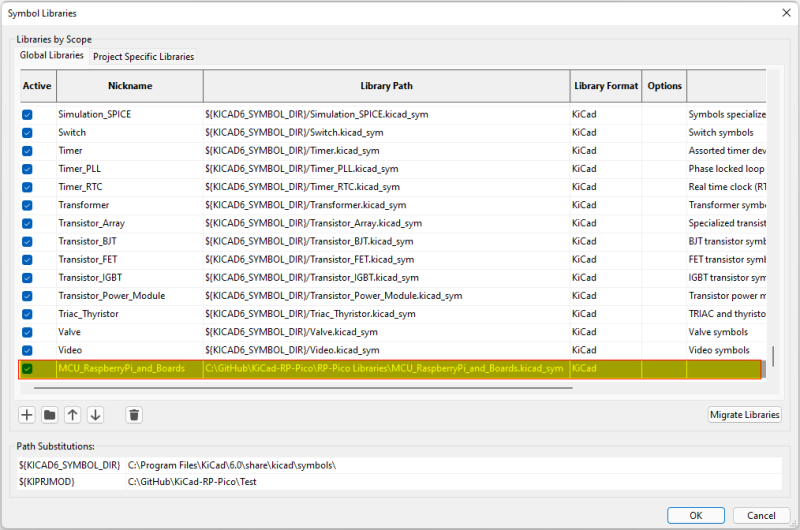 Symbol Libraries
Libraries by Scope
Global Libraries Project Specific Libraries
Active Nickname Library Path Library Format Options
Simulation_SPICE ${KICAD6_SYMBOL_DIR}/Simulation_SPICE.kicad_sym KiCad Symbols specialize
Switch ${KICAD6_SYMBOL_DIR}/Switch.kicad_sym KiCad Switch symbols
Timer ${KICAD6_SYMBOL_DIR}/Timer.kicad_sym KiCad Assorted timer dev
Timer_PLL ${KICAD6_SYMBOL_DIR}/Timer_PLL.kicad_sym KiCad Phase locked loop
Timer_RTC ${KICAD6_SYMBOL_DIR}/Timer_RTC.kicad_sym KiCad Real time clock (RT
Transformer ${KICAD6_SYMBOL_DIR}/Transformer.kicad_sym KiCad Transformer symbo
Transistor_Array ${KICAD6_SYMBOL_DIR}/Transistor_Array.kicad_sym KiCad Specialized transist
Transistor_BJT ${KICAD6_SYMBOL_DIR}/Transistor_BJT.kicad_sym KiCad BJT transistor symb
Transistor_FET ${KICAD6_SYMBOL_DIR}/Transistor_FET.kicad_sym KiCad FET transistor symb
Transistor_IGBT ${KICAD6_SYMBOL_DIR}/Transistor_IGBT.kicad_sym KiCad IGBT transistor sym
Transistor_Power_Module ${KICAD6_SYMBOL_DIR}/Transistor_Power_Module.kicad_sym KiCad Transistor power m
Triac_Thyristor ${KICAD6_SYMBOL_DIR}/Triac_Thyristor.kicad_sym KiCad TRIAC and thyristo
Valve ${KICAD6_SYMBOL_DIR}/Valve.kicad_sym KiCad Valve symbols
Video ${KICAD6_SYMBOL_DIR}/Video.kicad_sym KiCad Video symbols
MCU_RaspberryPi_and_Boards C:\GitHub\KiCad-RP-Pico\RP-Pico Libraries\MCU_RaspberryPi_and_Boards.kicad_sym KiCad
Migrate Libraries
Path Substitutions:
${KICAD6_SYMBOL_DIR} C:\Program Files\KiCad\6.0\share\kicad\symbols\
${KIPRJMOD} C:\GitHub\KiCad-RP-Pico\Test
OK Cancel